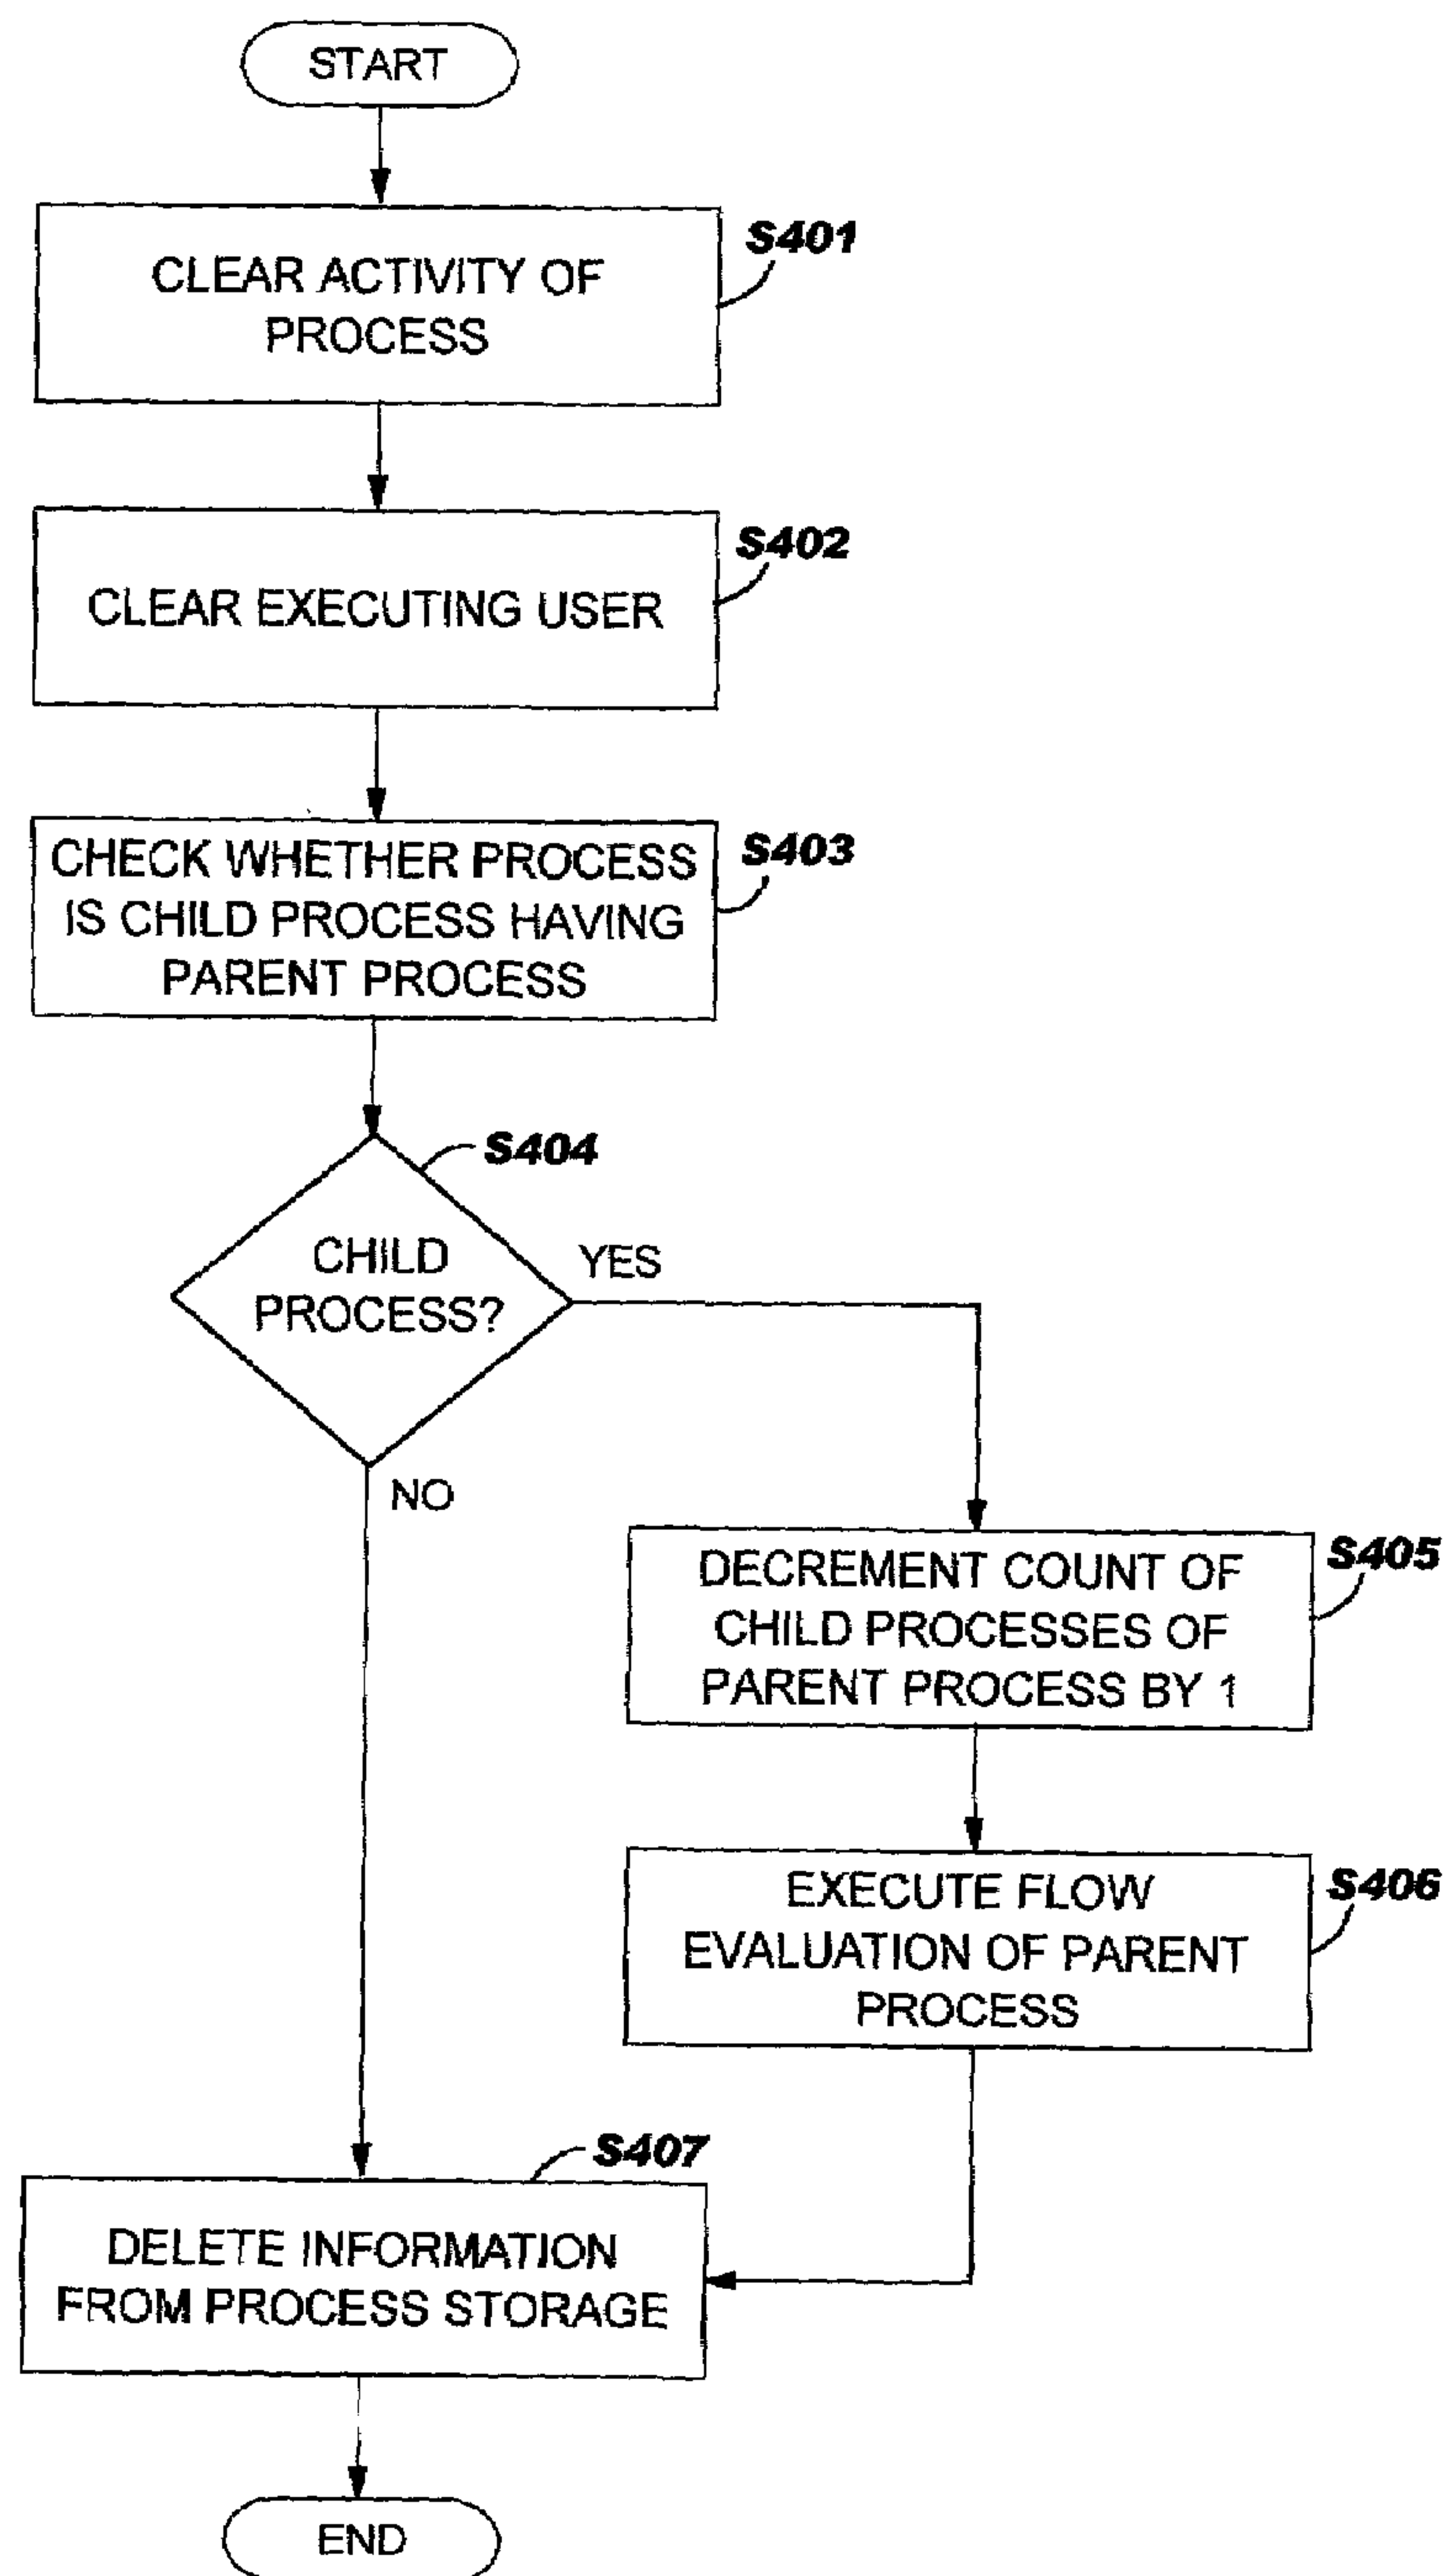 START
S401
CLEAR ACTIVITY OF
PROCESS
S402
CLEAR EXECUTING USER
S403
CHECK WHETHER PROCESS
IS CHILD PROCESS HAVING
PARENT PROCESS
S404
CHILD
PROCESS?
YES
NO
S405
DECREMENT COUNT OF
CHILD PROCESSES OF
PARENT PROCESS BY 1
S406
EXECUTE FLOW
EVALUATION OF PARENT
PROCESS
S407
DELETE INFORMATION
FROM PROCESS STORAGE
END